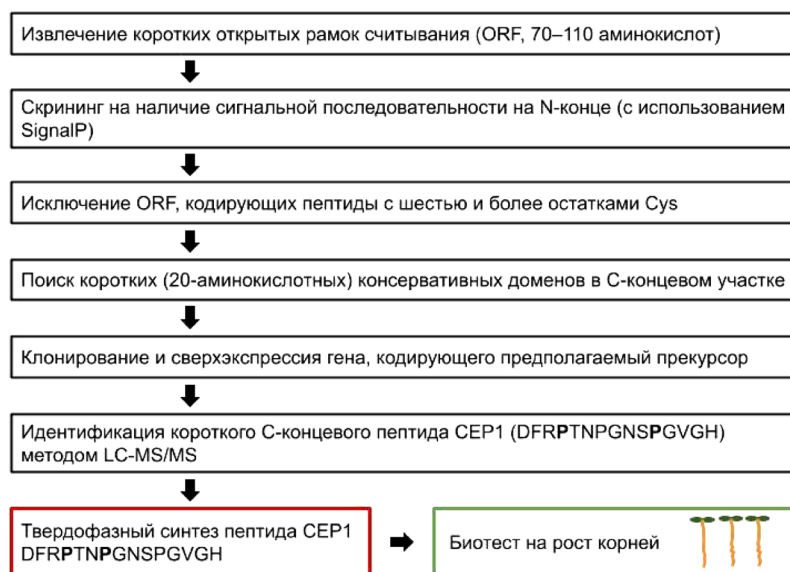 Извлечение коротких открытых рамок считывания (ORF, 70–110 аминокислот)
Скрининг на наличие сигнальной последовательности на N-конце (с использованием
SignalP)
Исключение ORF, кодирующих пептиды с шестью и более остатками Cys
Поиск коротких (20-аминокислотных) консервативных доменов в С-концевом участке
Клонирование и сверхэкспрессия гена, кодирующего предполагаемый прекурсор
Идентификация короткого С-концевого пептида CEP1 (DFRPTNPGNSPGVGH)
методом LC-MS/MS
Твердофазный синтез пептида CEP1
DFRPTNPGNSPGVGH
Биотест на рост корней